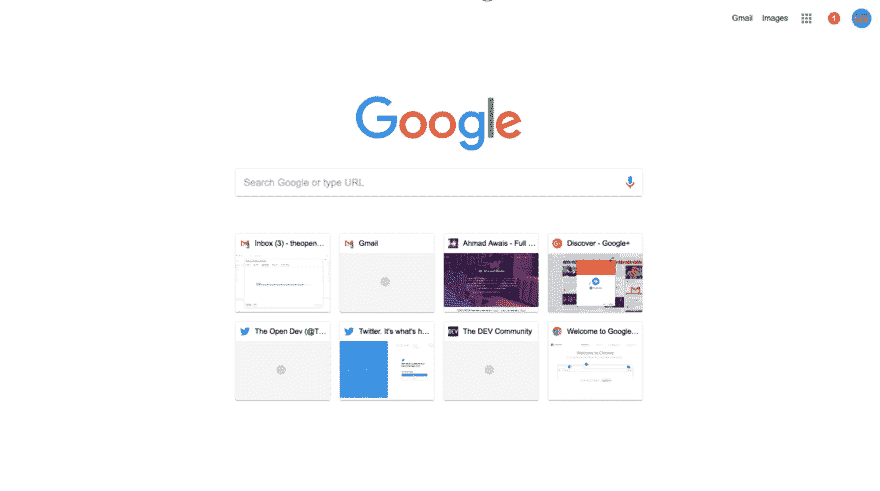 Gmail Images 1
Google
Search Google or type URL
Inbox (3) - theopen... Gmail Ahmad Awais - Full ... Discover - Google+
The Open Dev (@T... Twitter. It's what's h... The DEV Community Welcome to Google...